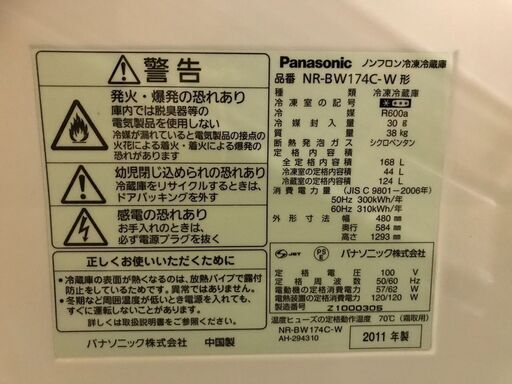 警告
発火・爆発の恐れあり
庫内では脱臭器等の
電気製品を使用しない
冷媒が漏れていると電気製品の接点の
火花による着火・爆発の恐れあり
幼児閉じ込められの恐れあり
冷蔵庫をリサイクルするときは、
ドアパッキングを外す
感電の恐れあり
お手入れのときは、
必ず電源プラグを抜く
正しくお使いいただくために
●冷蔵庫の表面が熱くなるのは、放熱パイプで露付
防止をしているためです。異常ではありません。
●冬期など周囲温度が低いときに運転しても、
すぐに運転しないことがあります。
詳しくは取扱説明書をご参照ください。
パナソニック株式会社 中国製
Panasonic ノンフロン冷凍冷蔵庫
品番 NR-BW174C-W 形
種類 冷凍冷蔵庫
冷凍室の記号
冷媒 R600a
冷媒封入量 30g
質量 38kg
断熱発泡ガス シクロペンタン
定格内容積
全定格内容積 168 L
冷凍室の定格内容積 44 L
冷蔵室の定格内容積 124 L
消費電力量 (JIS C 9801-2006年)
50Hz 300kWh/年
60Hz 310kWh/年
外形寸法 幅 480 mm
奥行 584 mm
高さ 1293 mm
JET PSE パナソニック株式会社
定格電圧 100 V
定格周波数 50/60 Hz
電動機の定格消費電力 57/62 W
電熱装置の定格消費電力 120/120 W
製造番号 Z1000305
温度ヒューズの定格動作温度 70℃(霜取用)
NR-BW174C-W
AH-294310
2011 年製